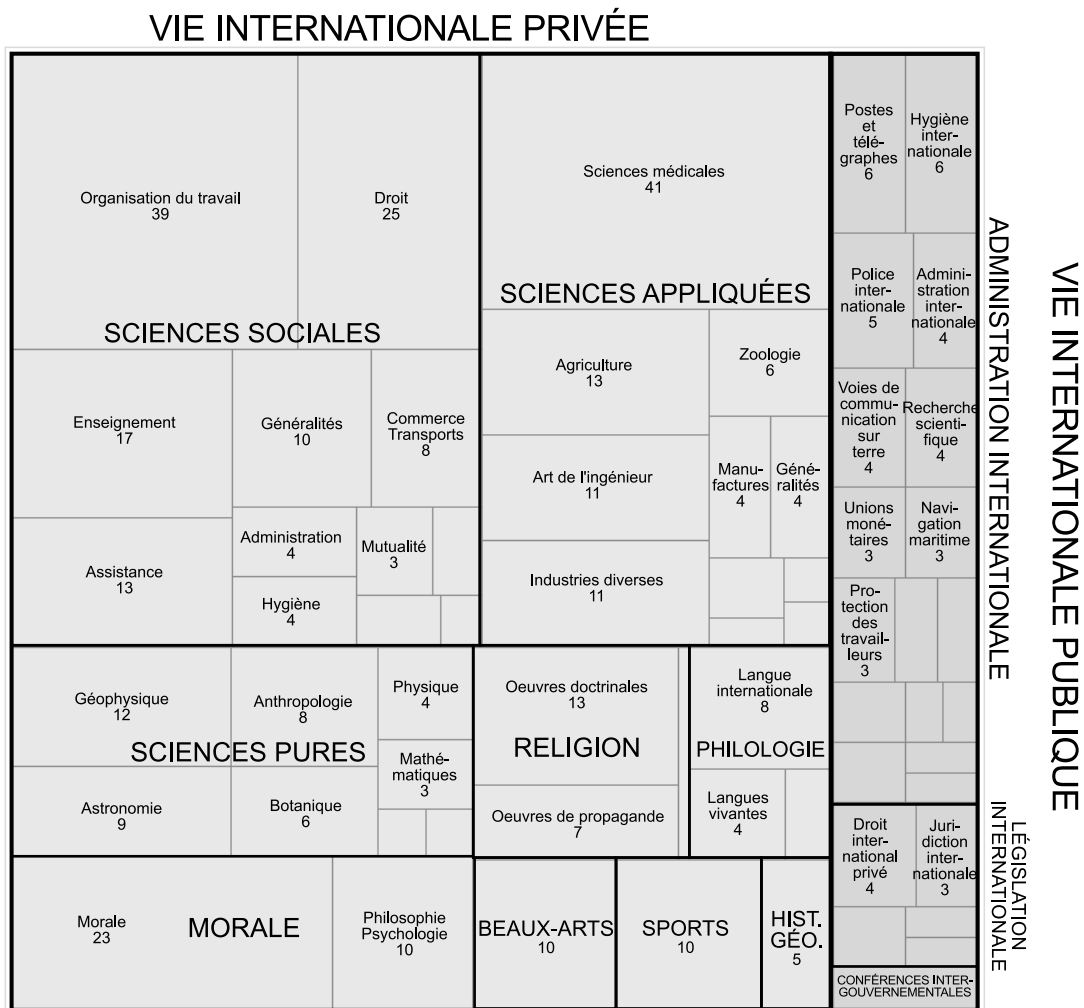 VIE INTERNATIONALE PRIVÉE
Organisation du travail
39
Droit
25
SCIENCES SOCIALES
Enseignement
17
Généralités
10
Commerce
Transports
8
Assistance
13
Administration
4
Mutualité
3
Hygiène
4
Sciences médicales
41
SCIENCES APPLIQUÉES
Agriculture
13
Zoologie
6
Art de l'ingénieur
11
Manu-
factures
4
Géné-
ralités
4
Industries diverses
11
Géophysique
12
Anthropologie
8
Physique
4
SCIENCES PURES
Mathé-
matiques
3
Astronomie
9
Botanique
6
Oeuvres doctrinales
13
RELIGION
Oeuvres de propagande
7
Langue
internationale
8
PHILOLOGIE
Langues
vivantes
4
Morale
23
MORALE
Philosophie
Psychologie
10
BEAUX-ARTS
10
SPORTS
10
HIST.
GÉO.
5
Postes
et
télé-
graphes
6
Hygiène
inter-
nationale
6
Police
inter-
nationale
5
Admini-
stration
inter-
nationale
4
Voies de
commu-
nication
sur
terre
4
Recherche
scienti-
fique
4
Unions
moné-
taires
3
Navi-
gation
maritime
3
Pro-
tection
des
travail-
leurs
3
Droit
inter-
national
privé
4
Juri-
diction
inter-
nationale
3
CONFÉRENCES INTER-
GOUVERNEMENTALES
ADMINISTRATION INTERNATIONALE
LÉGISLATION
INTERNATIONALE
VIE INTERNATIONALE PUBLIQUE